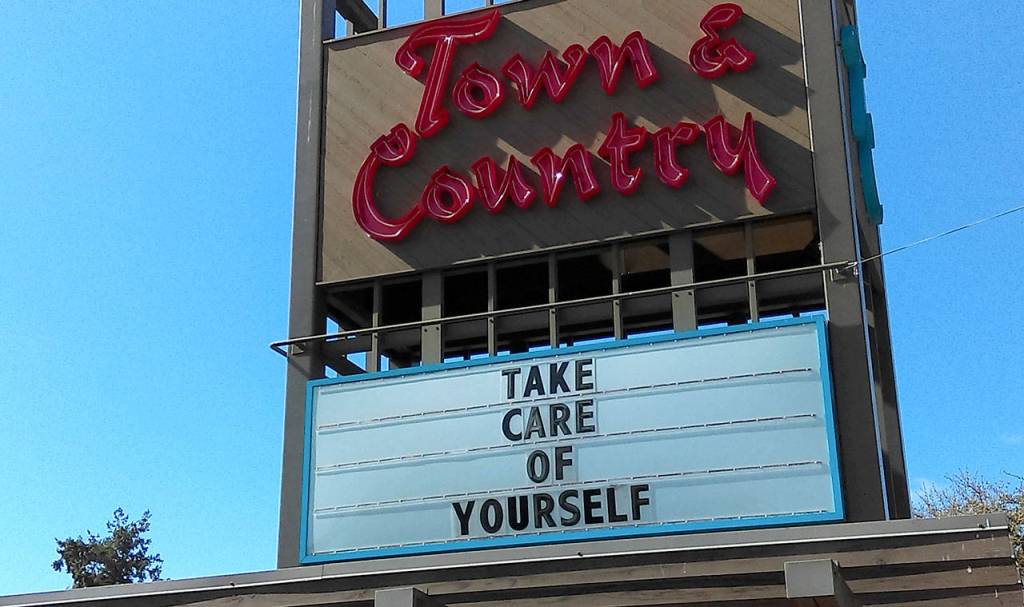 Town &
Country
TAKE
CARE
OF
YOURSELF